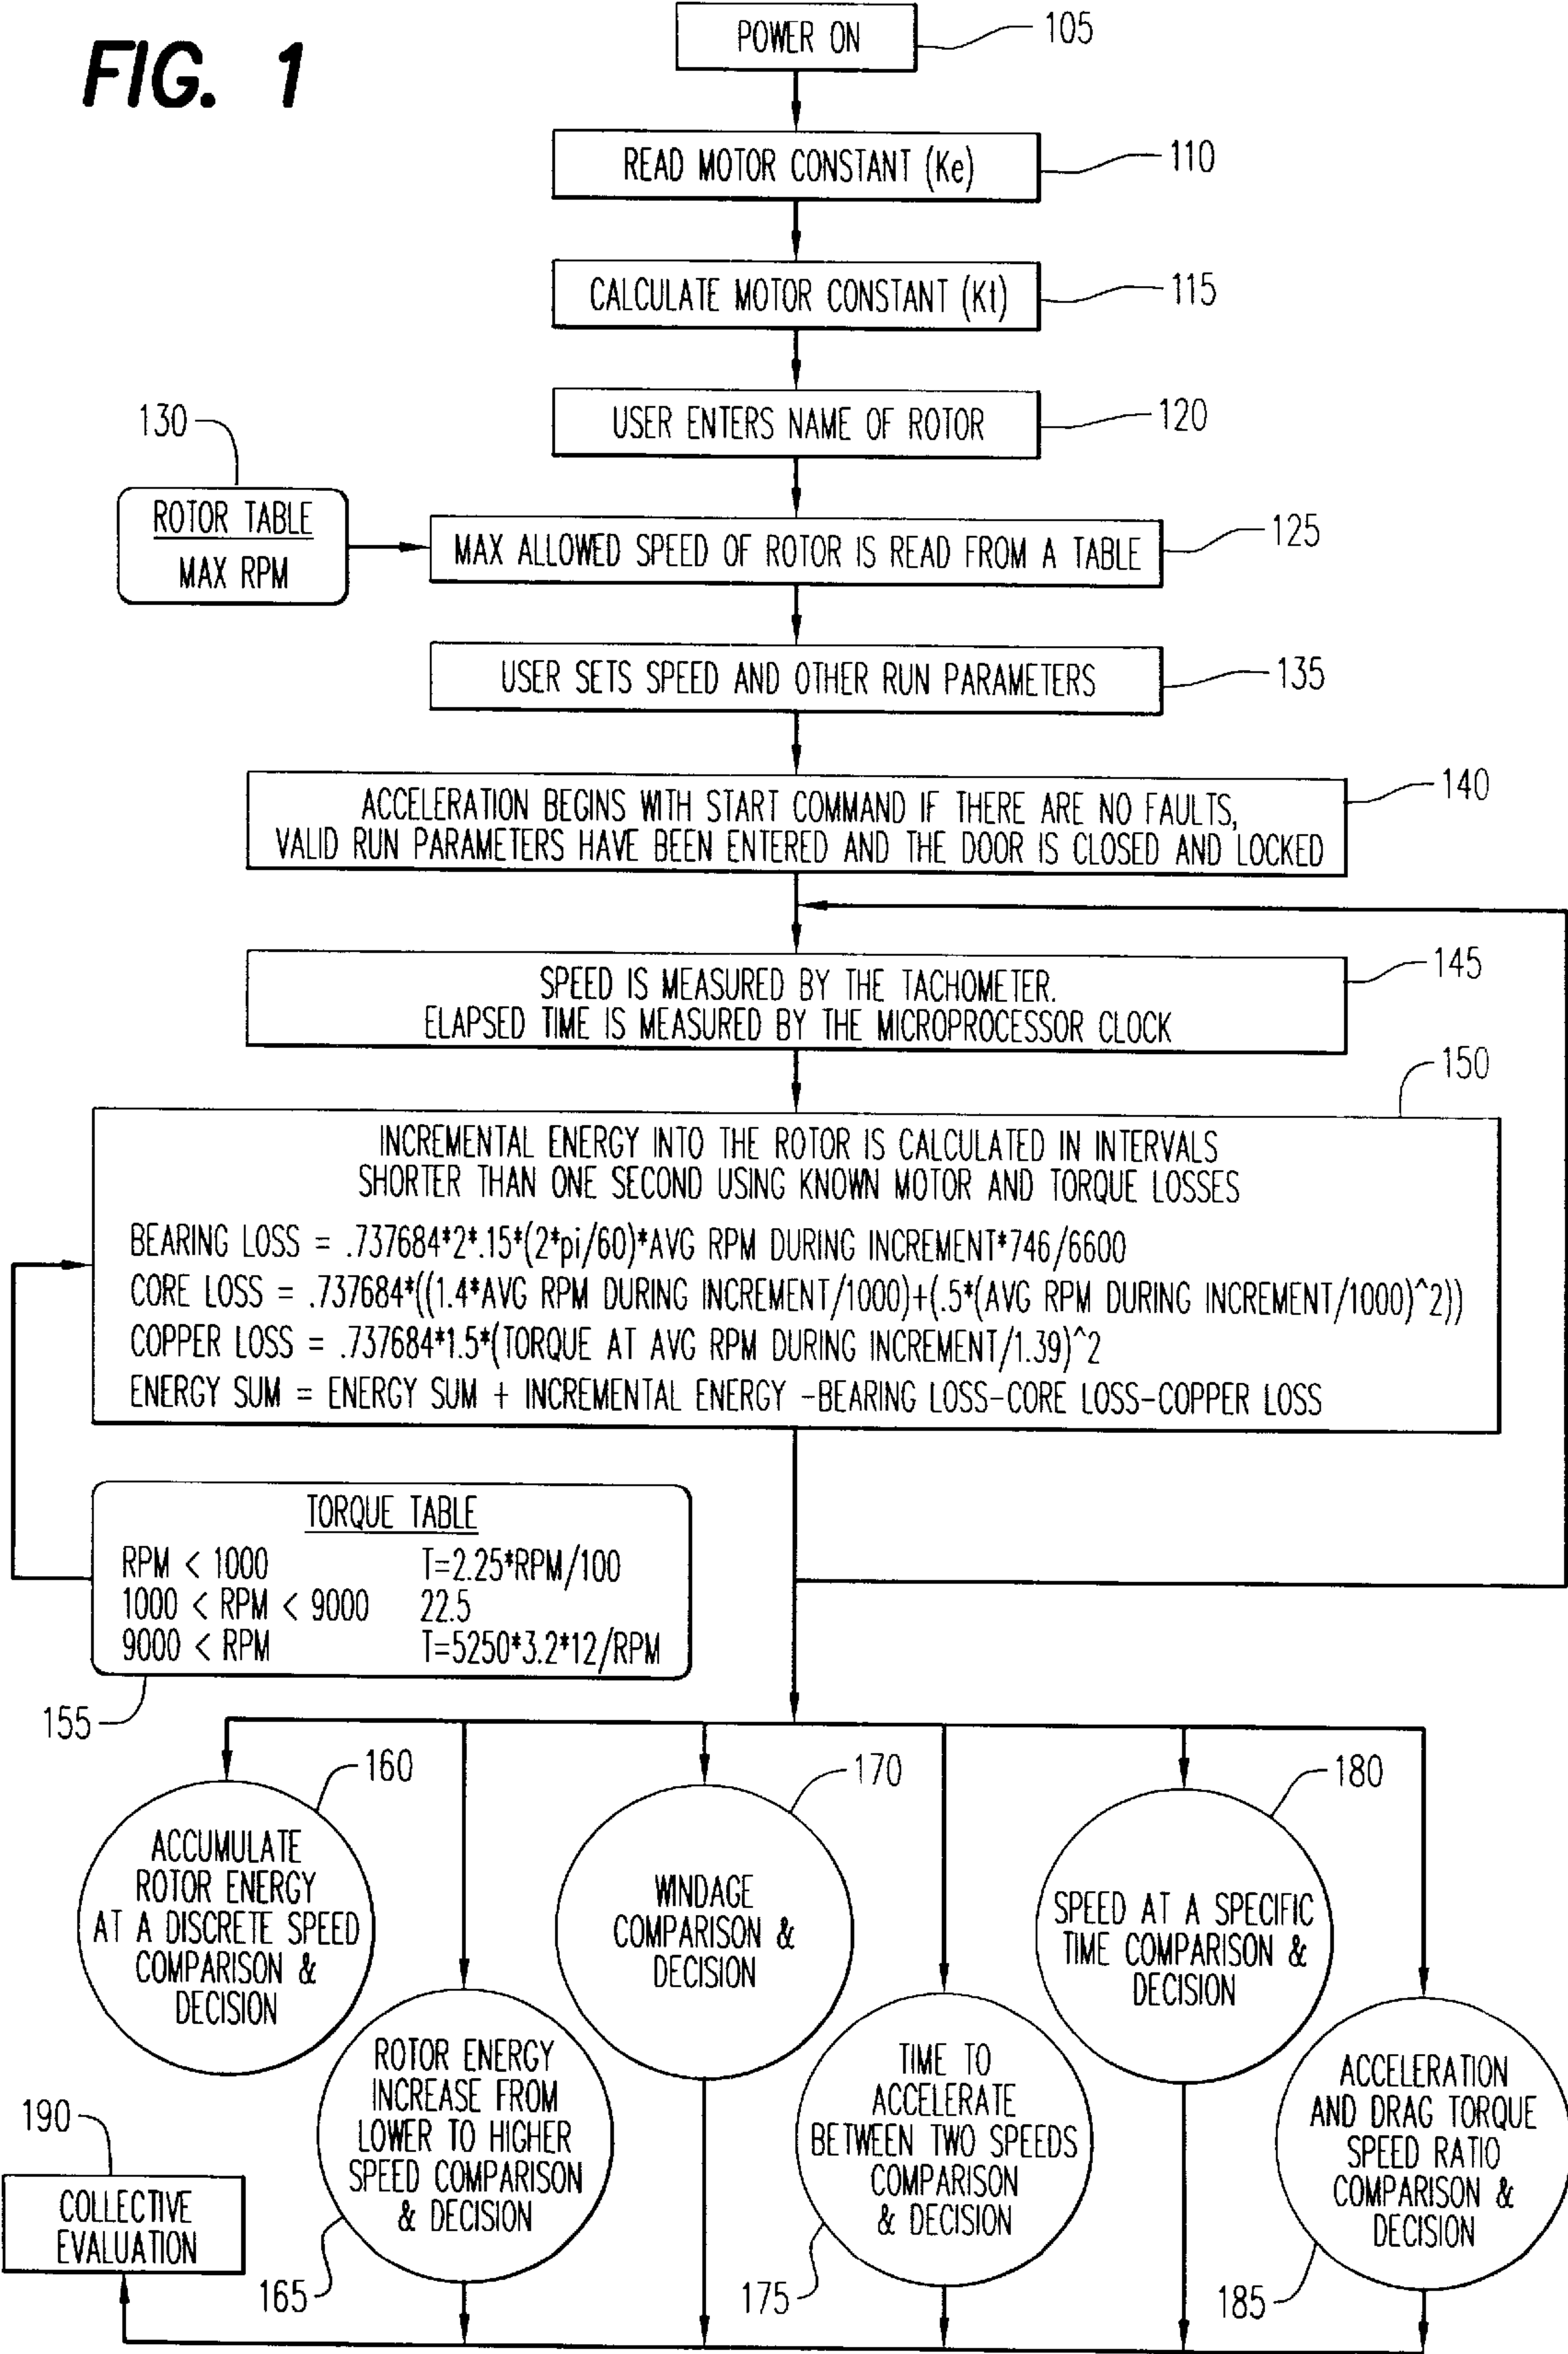 FIG. 1
POWER ON
105
READ MOTOR CONSTANT (Ke)
110
CALCULATE MOTOR CONSTANT (Kt)
115
USER ENTERS NAME OF ROTOR
120
130
ROTOR TABLE
MAX RPM
MAX ALLOWED SPEED OF ROTOR IS READ FROM A TABLE
125
USER SETS SPEED AND OTHER RUN PARAMETERS
135
ACCELERATION BEGINS WITH START COMMAND IF THERE ARE NO FAULTS,
VALID RUN PARAMETERS HAVE BEEN ENTERED AND THE DOOR IS CLOSED AND LOCKED
140
SPEED IS MEASURED BY THE TACHOMETER.
ELAPSED TIME IS MEASURED BY THE MICROPROCESSOR CLOCK
145
150
INCREMENTAL ENERGY INTO THE ROTOR IS CALCULATED IN INTERVALS
SHORTER THAN ONE SECOND USING KNOWN MOTOR AND TORQUE LOSSES
BEARING LOSS = .737684*2*.15*(2*pi/60)*AVG RPM DURING INCREMENT*746/6600
CORE LOSS = .737684*((1.4*AVG RPM DURING INCREMENT/1000)+(.5*(AVG RPM DURING INCREMENT/1000)^2))
COPPER LOSS = .737684*1.5*(TORQUE AT AVG RPM DURING INCREMENT/1.39)^2
ENERGY SUM = ENERGY SUM + INCREMENTAL ENERGY -BEARING LOSS-CORE LOSS-COPPER LOSS
TORQUE TABLE
RPM < 1000 T=2.25*RPM/100
1000 < RPM < 9000 22.5
9000 < RPM T=5250*3.2*12/RPM
155
160
ACCUMULATE
ROTOR ENERGY
AT A DISCRETE SPEED
COMPARISON &
DECISION
165
ROTOR ENERGY
INCREASE FROM
LOWER TO HIGHER
SPEED COMPARISON
& DECISION
170
WINDAGE
COMPARISON &
DECISION
175
TIME TO
ACCELERATE
BETWEEN TWO SPEEDS
COMPARISON
& DECISION
180
SPEED AT A SPECIFIC
TIME COMPARISON &
DECISION
185
ACCELERATION
AND DRAG TORQUE
SPEED RATIO
COMPARISON &
DECISION
190
COLLECTIVE
EVALUATION